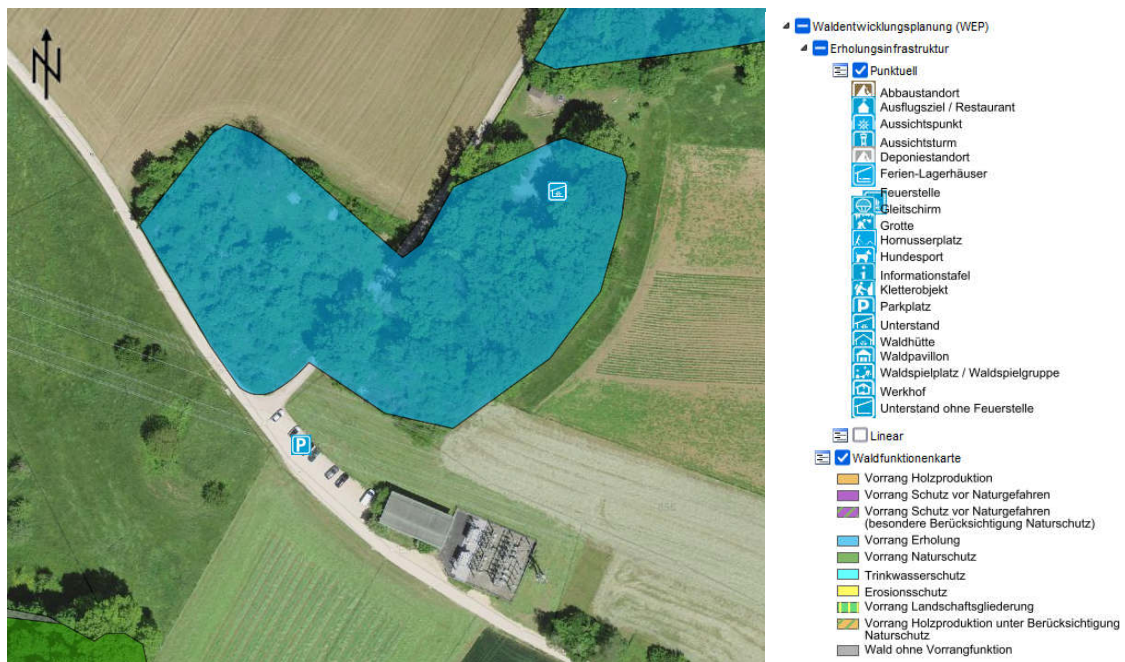 N
P
Waldentwicklungsplanung (WEP)
Erholungsinfrastruktur
Punktuell
Abbaustandort
Ausflugsziel / Restaurant
Aussichtspunkt
Aussichtsturm
Deponiestandort
Ferien-Lagerhäuser
Feuerstelle
Gleitschirm
Grotte
Hornusserplatz
Hundesport
Informationstafel
Kletterobjekt
P Parkplatz
Unterstand
Waldhütte
Waldpavillon
Waldspielplatz / Waldspielgruppe
Werkhof
Unterstand ohne Feuerstelle
Linear
Waldfunktionenkarte
Vorrang Holzproduktion
Vorrang Schutz vor Naturgefahren
Vorrang Schutz vor Naturgefahren
(besondere Berücksichtigung Naturschutz)
Vorrang Erholung
Vorrang Naturschutz
Trinkwasserschutz
Erosionsschutz
Vorrang Landschaftsgliederung
Vorrang Holzproduktion unter Berücksichtigung
Naturschutz
Wald ohne Vorrangfunktion